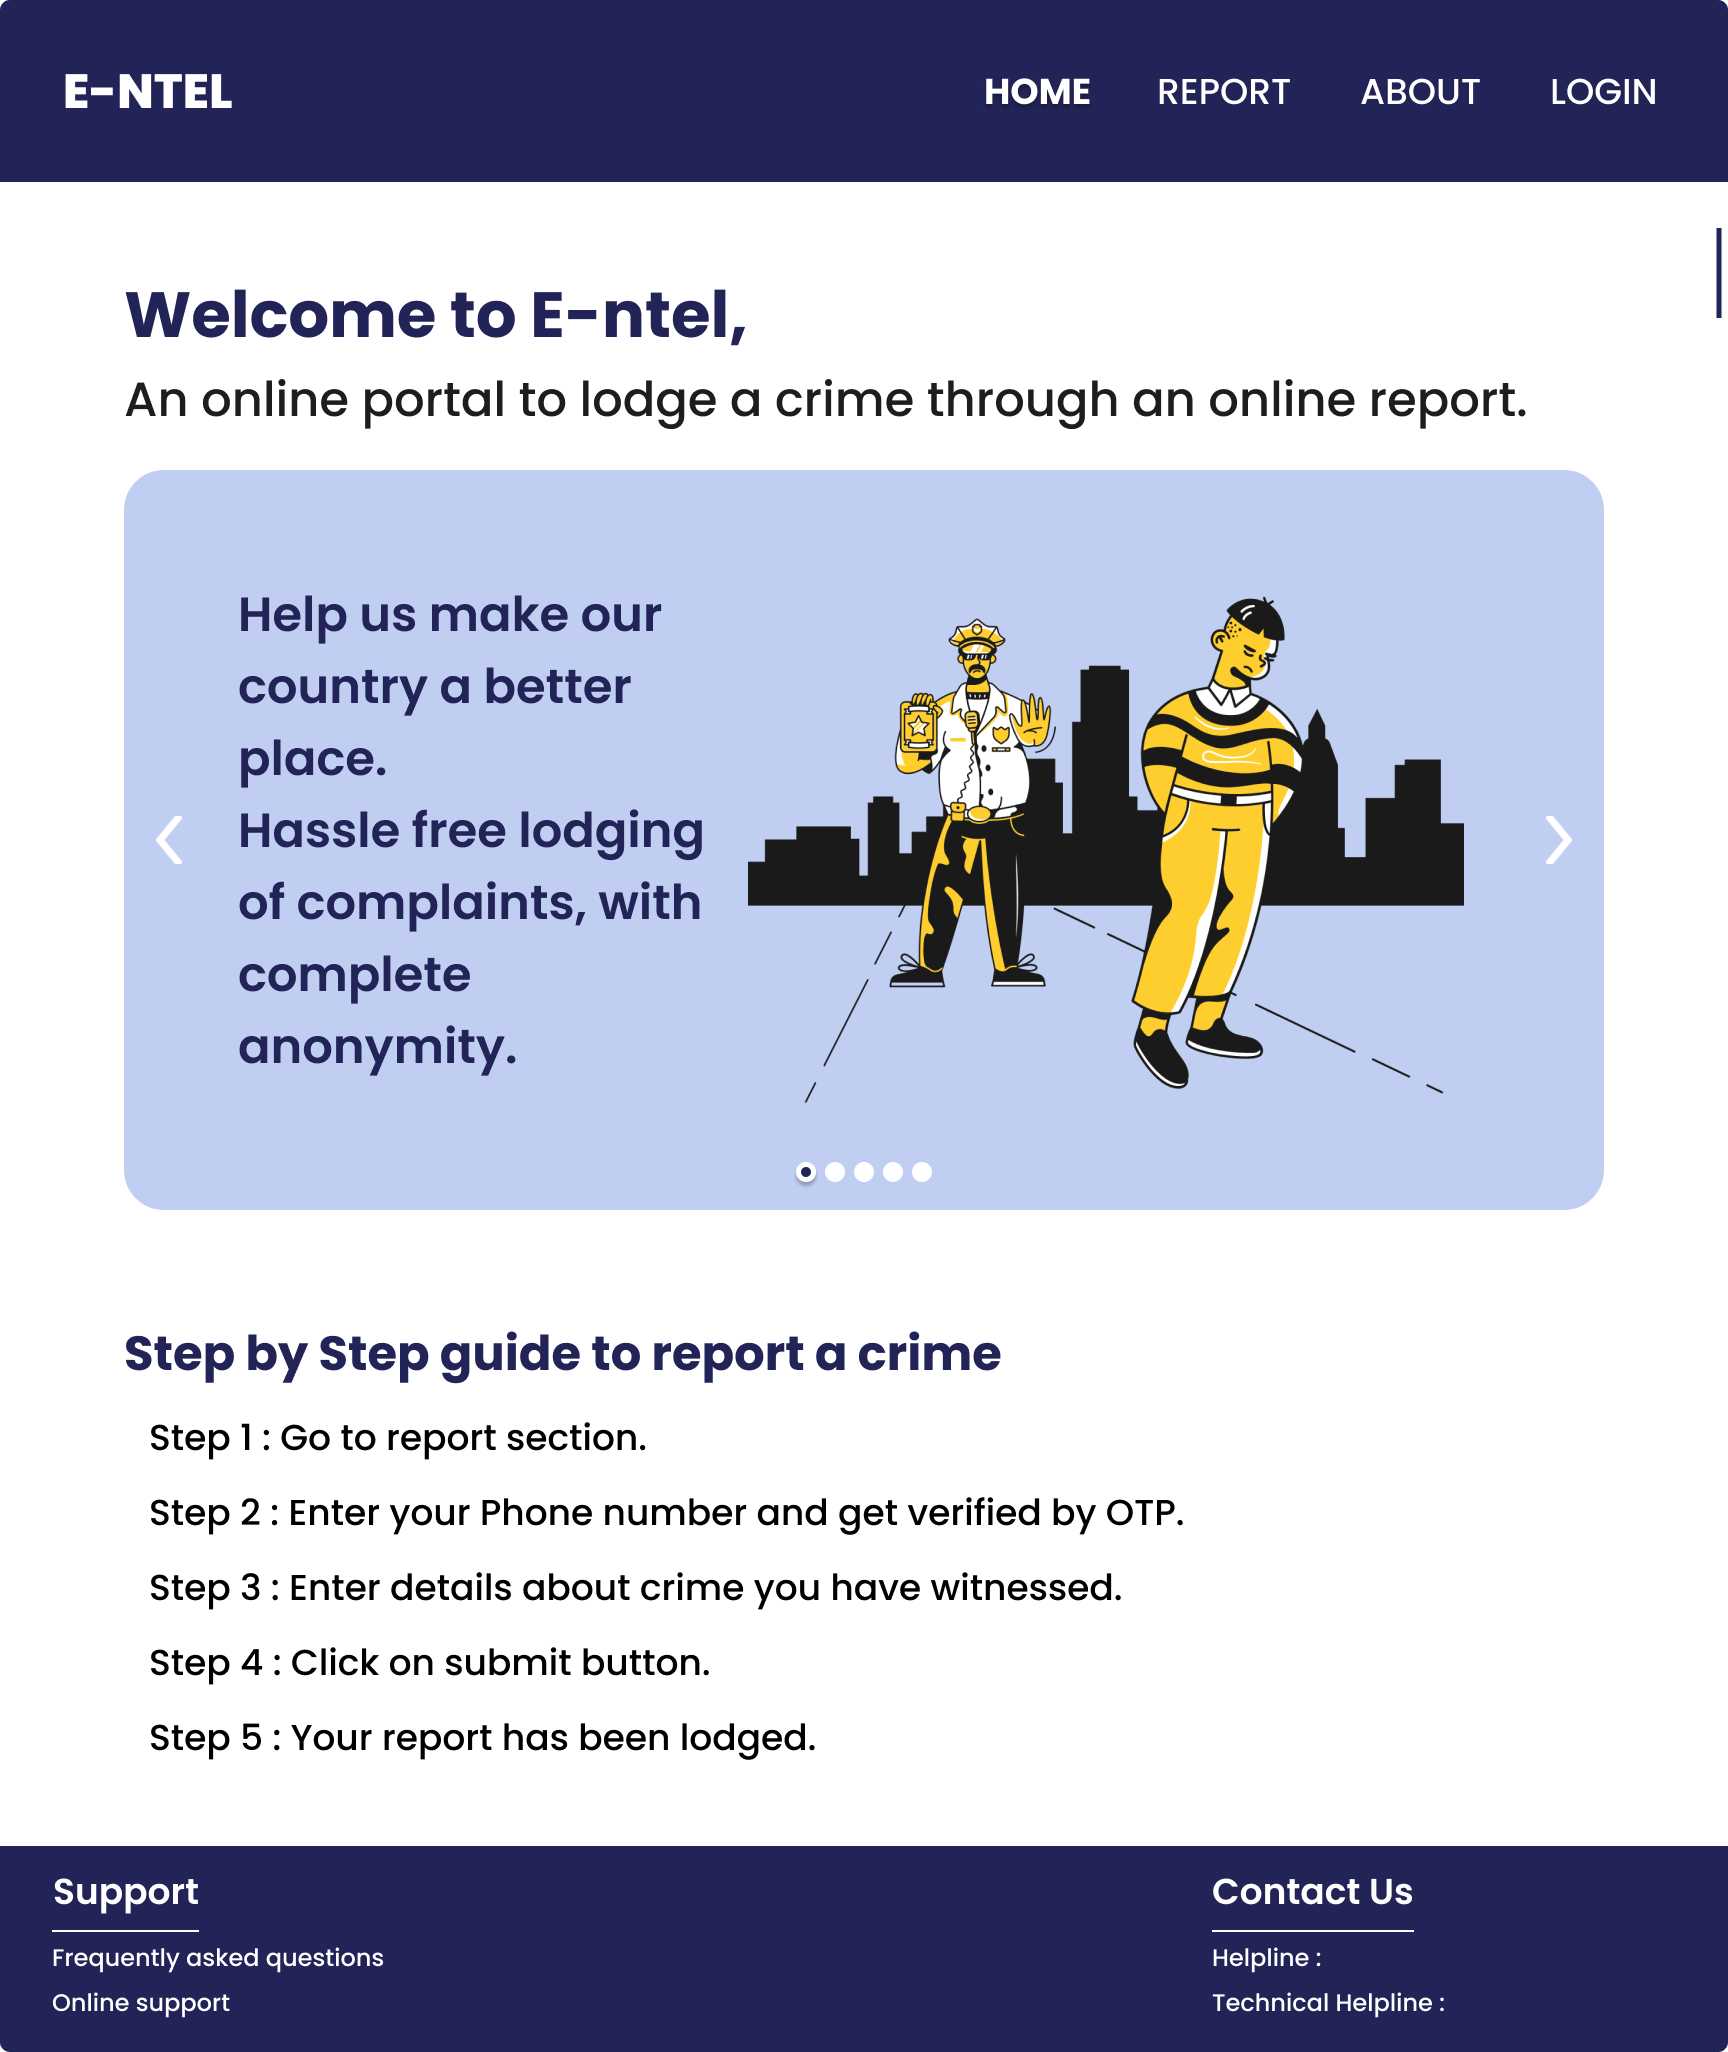 E-NTEL
HOME REPORT ABOUT LOGIN
Welcome to E-ntel,
An online portal to lodge a crime through an online report.
Help us make our
country a better
place.
Hassle free lodging
of complaints, with
complete
anonymity.
Step by Step guide to report a crime
Step 1 : Go to report section.
Step 2 : Enter your Phone number and get verified by OTP.
Step 3 : Enter details about crime you have witnessed.
Step 4 : Click on submit button.
Step 5 : Your report has been lodged.
Support
Frequently asked questions
Online support
Contact Us
Helpline :
Technical Helpline :